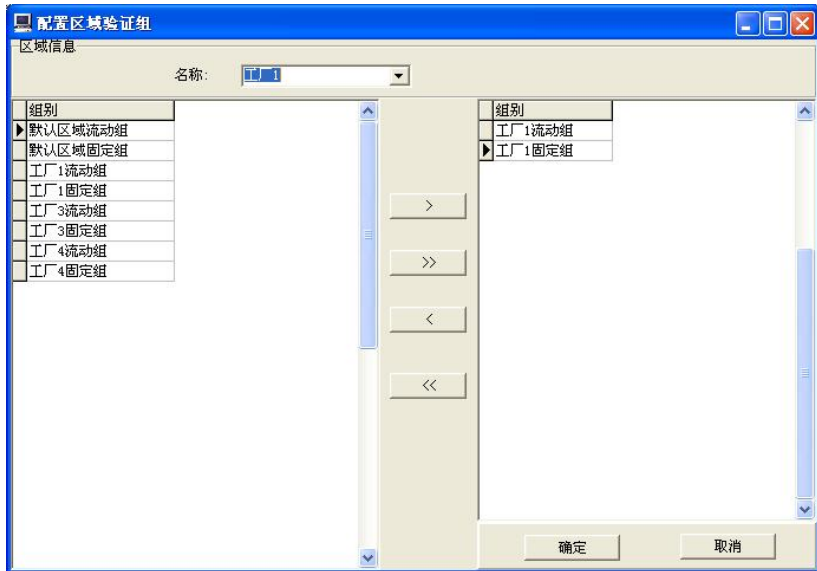 配置区域验证组
区域信息
名称: 工厂1
组别
默认区域流动组
默认区域固定组
工厂1流动组
工厂1固定组
工厂3流动组
工厂3固定组
工厂4流动组
工厂4固定组
>
>>
<
<<
组别
工厂1流动组
工厂1固定组
确定 取消